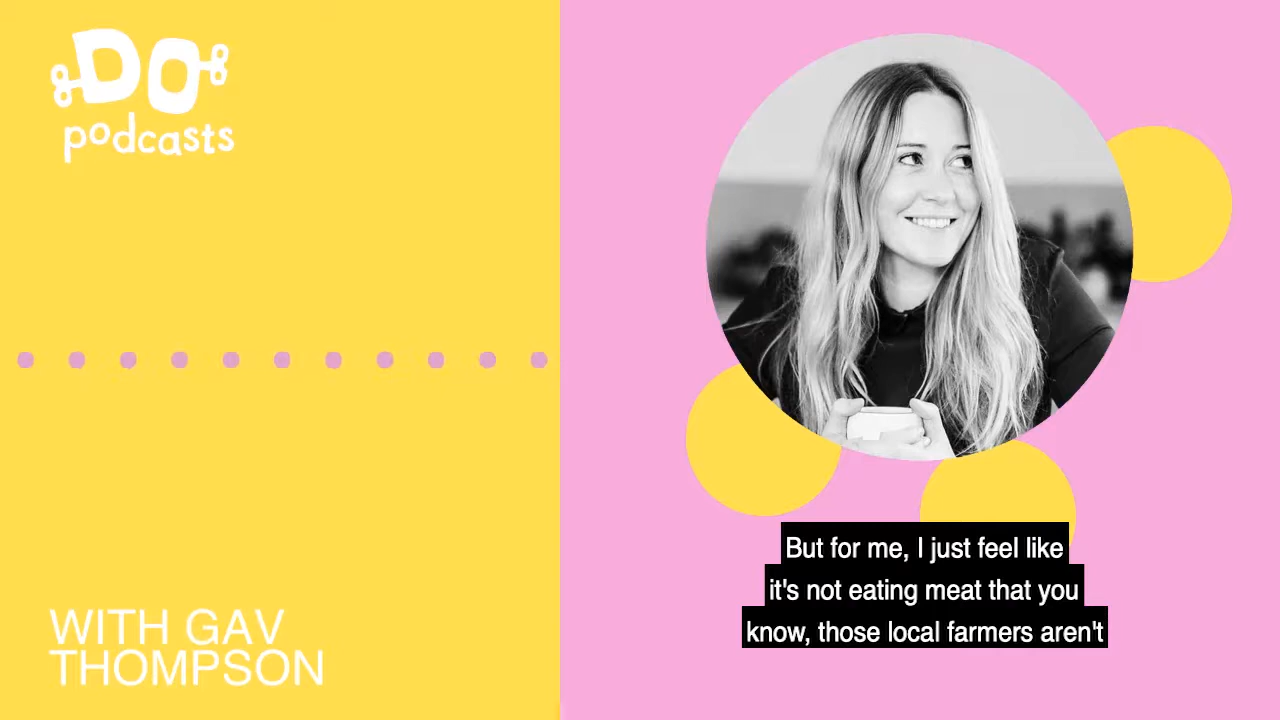 DO
podcasts
WITH GAV
THOMPSON
But for me, I just feel like
it's not eating meat that you
know, those local farmers aren't